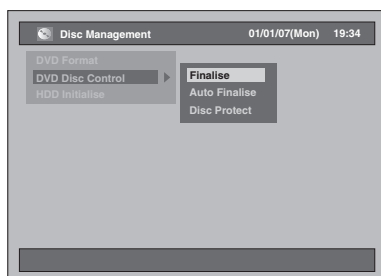 Disc Management 01/01/07(Mon) 19:34
DVD Format
DVD Disc Control
HDD Initialise
Finalise
Auto Finalise
Disc Protect